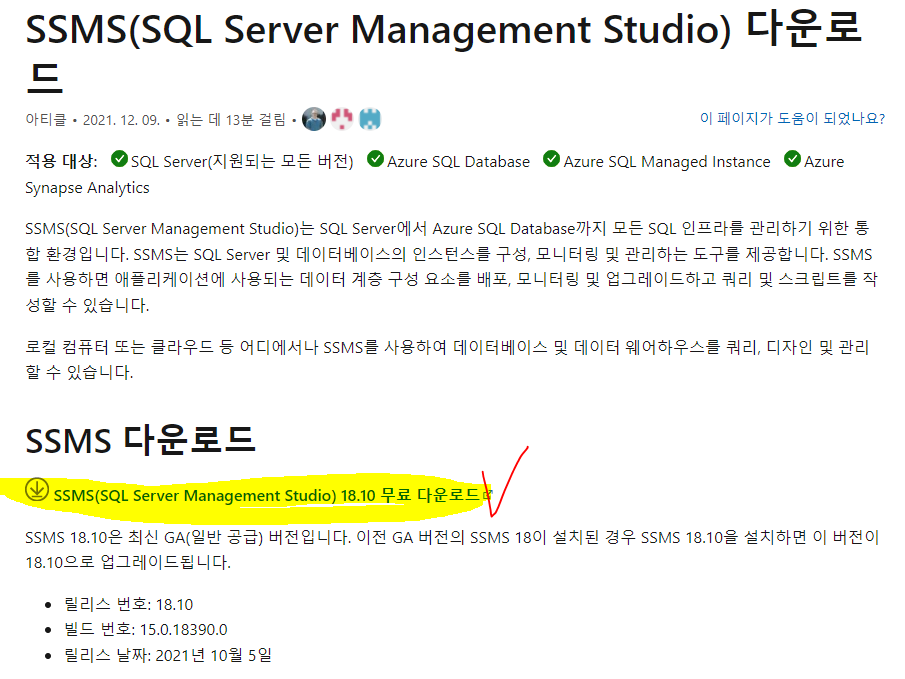 SSMS(SQL Server Management Studio) 다운로
드
아티클 • 2021. 12. 09. • 읽는 데 13분 걸림 •
이 페이지가 도움이 되었나요?
적용 대상: SQL Server(지원되는 모든 버전) Azure SQL Database Azure SQL Managed Instance Azure
Synapse Analytics
SSMS(SQL Server Management Studio)는 SQL Server에서 Azure SQL Database까지 모든 SQL 인프라를 관리하기 위한 통
합 환경입니다. SSMS는 SQL Server 및 데이터베이스의 인스턴스를 구성, 모니터링 및 관리하는 도구를 제공합니다. SSMS
를 사용하면 애플리케이션에 사용되는 데이터 계층 구성 요소를 배포, 모니터링 및 업그레이드하고 쿼리 및 스크립트를 작
성할 수 있습니다.
로컬 컴퓨터 또는 클라우드 등 어디에서나 SSMS를 사용하여 데이터베이스 및 데이터 웨어하우스를 쿼리, 디자인 및 관리
할 수 있습니다.
SSMS 다운로드
SSMS(SQL Server Management Studio) 18.10 무료 다운로드
SSMS 18.10은 최신 GA(일반 공급) 버전입니다. 이전 GA 버전의 SSMS 18이 설치된 경우 SSMS 18.10을 설치하면 이 버전이
18.10으로 업그레이드됩니다.
• 릴리스 번호: 18.10
• 빌드 번호: 15.0.18390.0
• 릴리스 날짜: 2021년 10월 5일